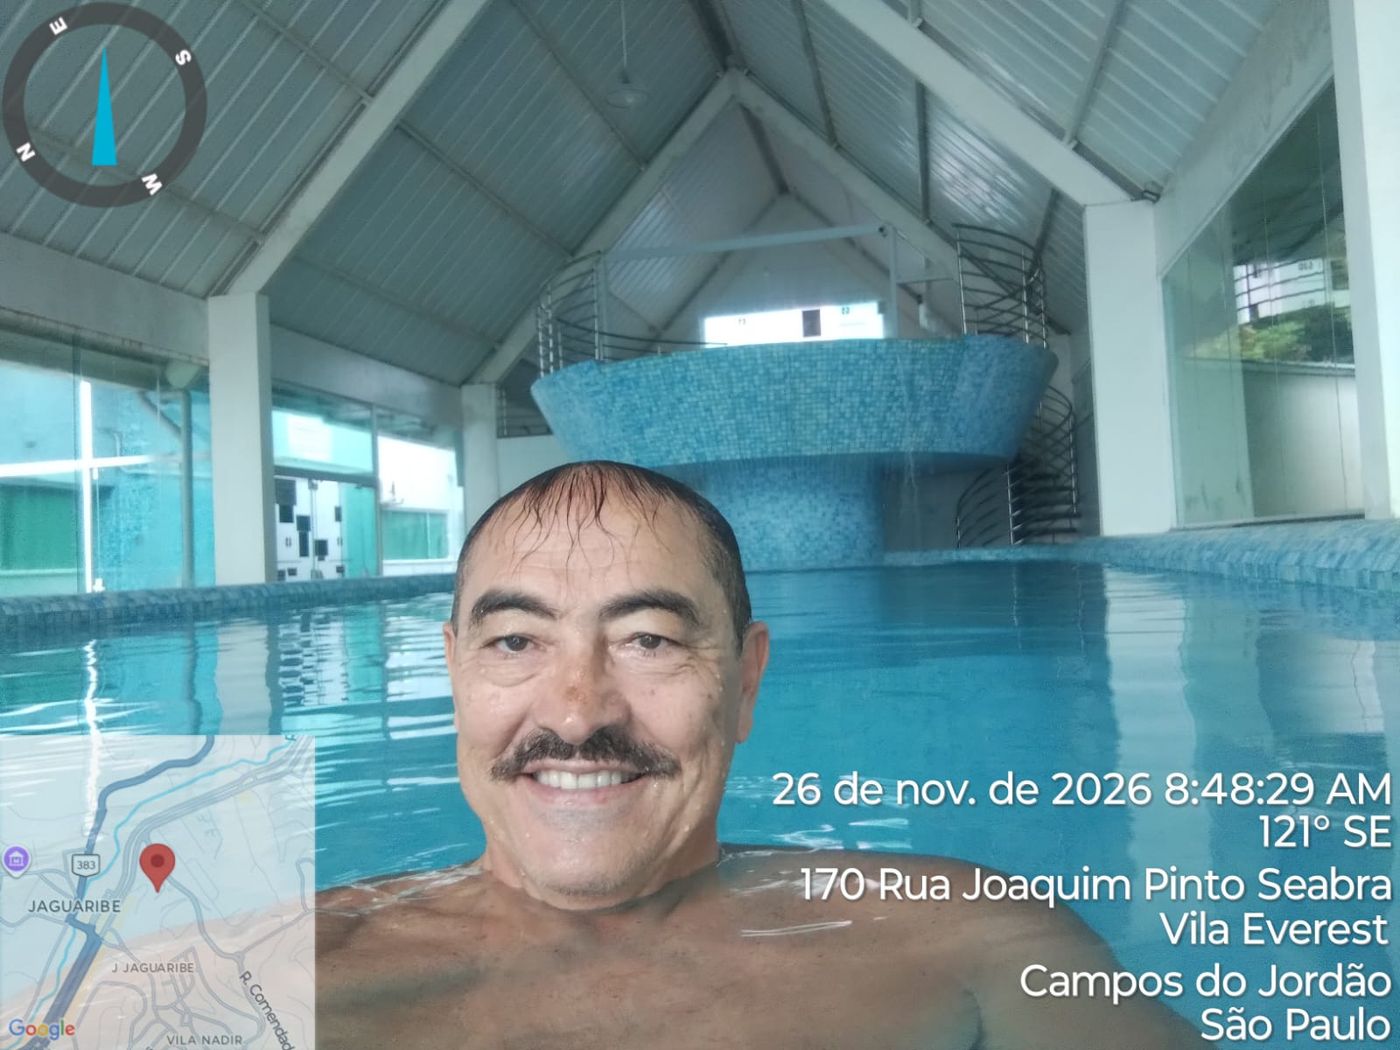 E
S
N
W
383
JAGUARIBE
J JAGUARIBE
R. Comendad
VILA NADIR
Google
26 de nov. de 2026 8:48:29 AM
121° SE
170 Rua Joaquim Pinto Seabra
Vila Everest
Campos do Jordão
São Paulo